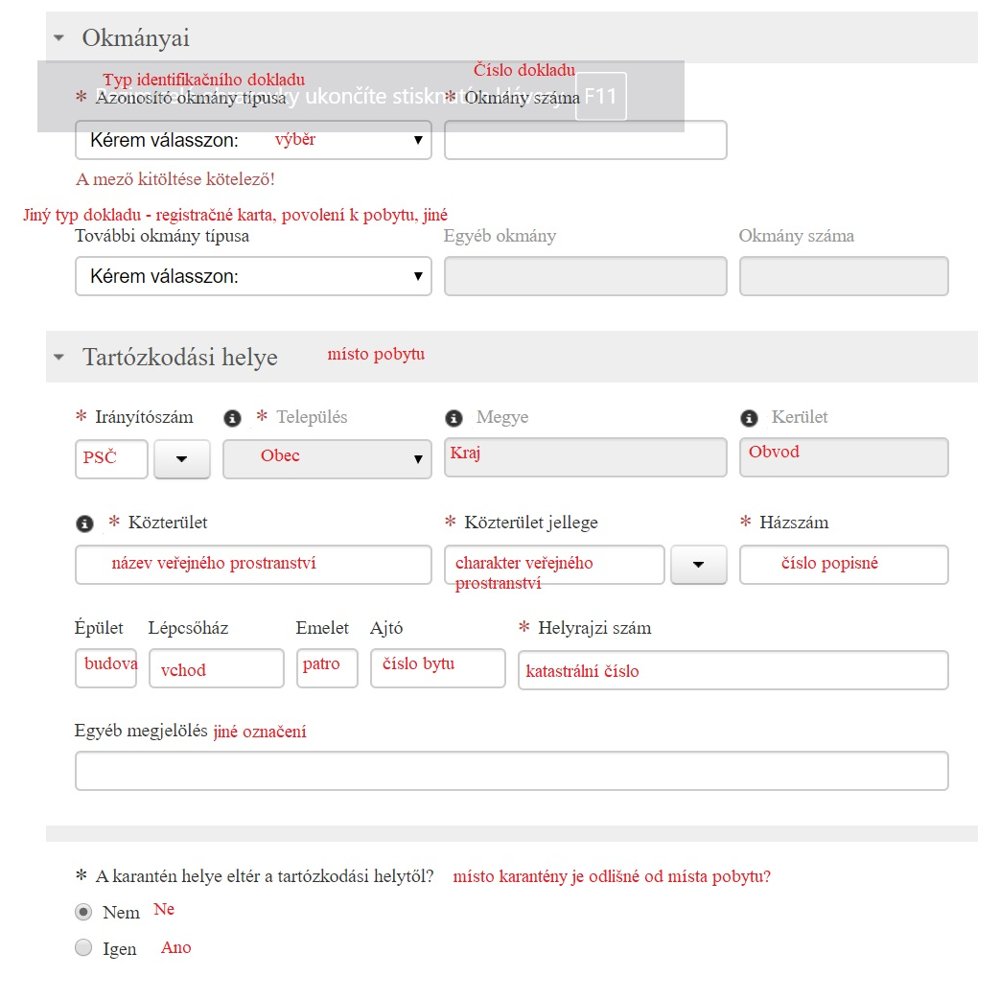 Okmányai
Typ identifikačního dokladu
Číslo dokladu
* Azonosító okmány típusa
* Okmány száma
ukončíte stisknutím klávesy F11
Kérem válasszon:
výběr
A mező kitöltése kötelező!
Jiný typ dokladu - registračné karta, povolení k pobytu, jiné
További okmány típusa
Egyéb okmány
Okmány száma
Kérem válasszon:
Tartózkodási helye
místo pobytu
* Irányítószám
* Település
Megye
Kerület
PSČ
Obec
Kraj
Obvod
* Közterület
* Közterület jellege
* Házszám
název veřejného prostranství
charakter veřejného
prostranství
číslo popisné
Épület
Lépcsőház
Emelet
Ajtó
* Helyrajzi szám
budova
vchod
patro
číslo bytu
katastrální číslo
Egyéb megjelölés
jiné označení
* A karantén helye eltér a tartózkodási helytől?
místo karantény je odlišné od místa pobytu?
Nem
Ne
Igen
Ano